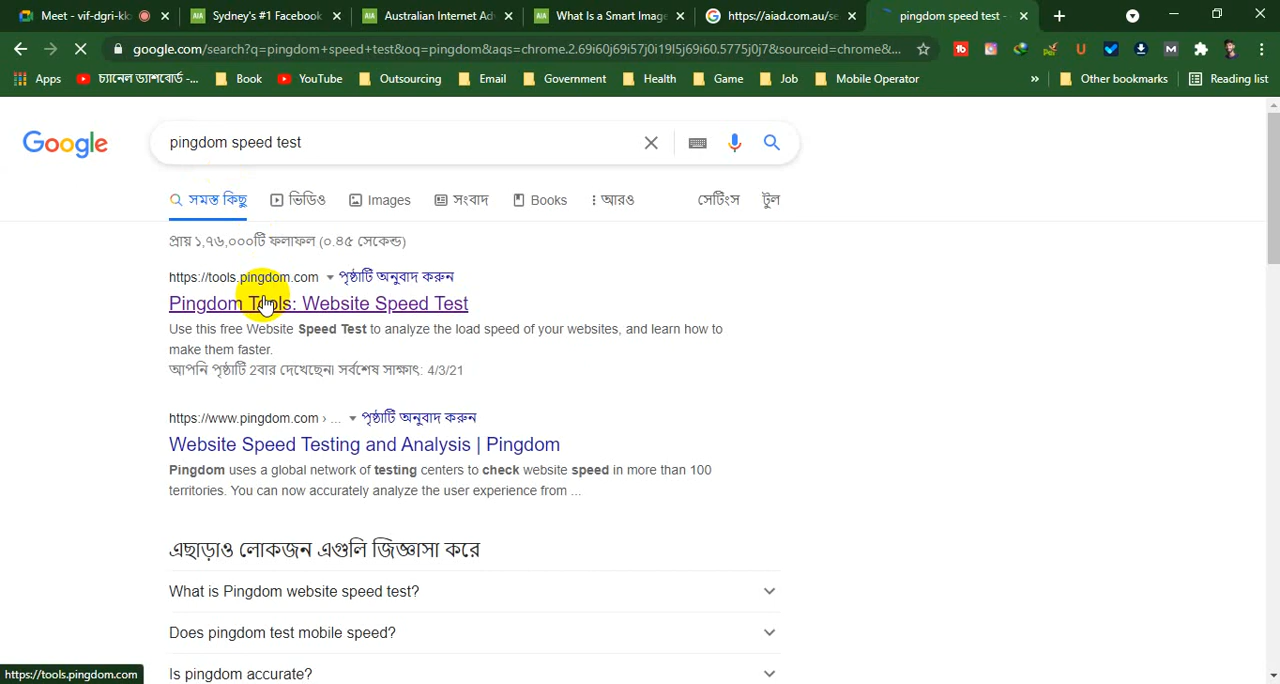 Meet - vif-dgri-kk
Sydney's #1 Facebook
Australian Internet Adv
What Is a Smart Image
https://aiad.com.au/se
pingdom speed test -
google.com/search?q=pingdom+speed+test&oq=pingdom&aqs=chrome.2.69i60j69i57j0i19l5j69i60.5775j0j7&sourceid=chrome&...
Apps
চ্যানেল ড্যাশবোর্ড -...
Book
YouTube
Outsourcing
Email
Government
Health
Game
Job
Mobile Operator
»
Other bookmarks
Reading list
Google
pingdom speed test
সমস্ত কিছু
ভিডিও
Images
সংবাদ
Books
আরও
সেটিংস
টুল
প্রায় ১,৭৬,০০০টি ফলাফল (০.৪৫ সেকেন্ড)
https://tools.pingdom.com
পৃষ্ঠাটি অনুবাদ করুন
Pingdom Tools: Website Speed Test
Use this free Website Speed Test to analyze the load speed of your websites, and learn how to
make them faster.
আপনি পৃষ্ঠাটি 2বার দেখেছেন। সর্বশেষ সাক্ষাৎ: 4/3/21
https://www.pingdom.com › ...
পৃষ্ঠাটি অনুবাদ করুন
Website Speed Testing and Analysis | Pingdom
Pingdom uses a global network of testing centers to check website speed in more than 100
territories. You can now accurately analyze the user experience from ...
এছাড়াও লোকজন এগুলি জিজ্ঞাসা করে
What is Pingdom website speed test?
Does pingdom test mobile speed?
Is pingdom accurate?
https://tools.pingdom.com